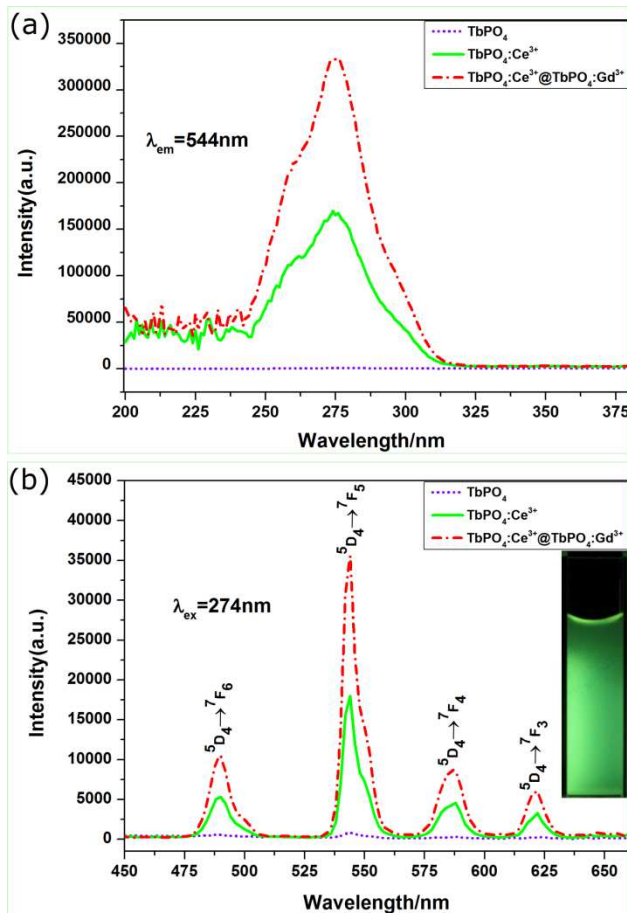 (a)
TbPO₄
TbPO₄:Ce³⁺
TbPO₄:Ce³⁺@TbPO₄:Gd³⁺
λem=544nm
Intensity(a.u.)
350000
300000
250000
200000
150000
100000
50000
0
200 225 250 275 300 325 350 375
Wavelength/nm
(b)
TbPO₄
TbPO₄:Ce³⁺
TbPO₄:Ce³⁺@TbPO₄:Gd³⁺
λex=274nm
⁵D₄→⁷F₆
⁵D₄→⁷F₅
⁵D₄→⁷F₄
⁵D₄→⁷F₃
Intensity(a.u.)
45000
40000
35000
30000
25000
20000
15000
10000
5000
0
450 475 500 525 550 575 600 625 650
Wavelength/nm